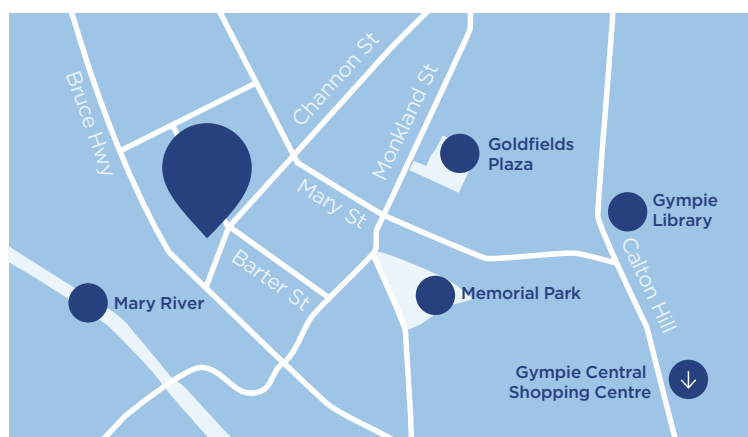 Bruce Hwy
Channon St
Monkland St
Goldfields
Plaza
Mary St
Gympie
Library
Barter St
Calton Hill
Mary River
Memorial Park
Gympie Central
Shopping Centre